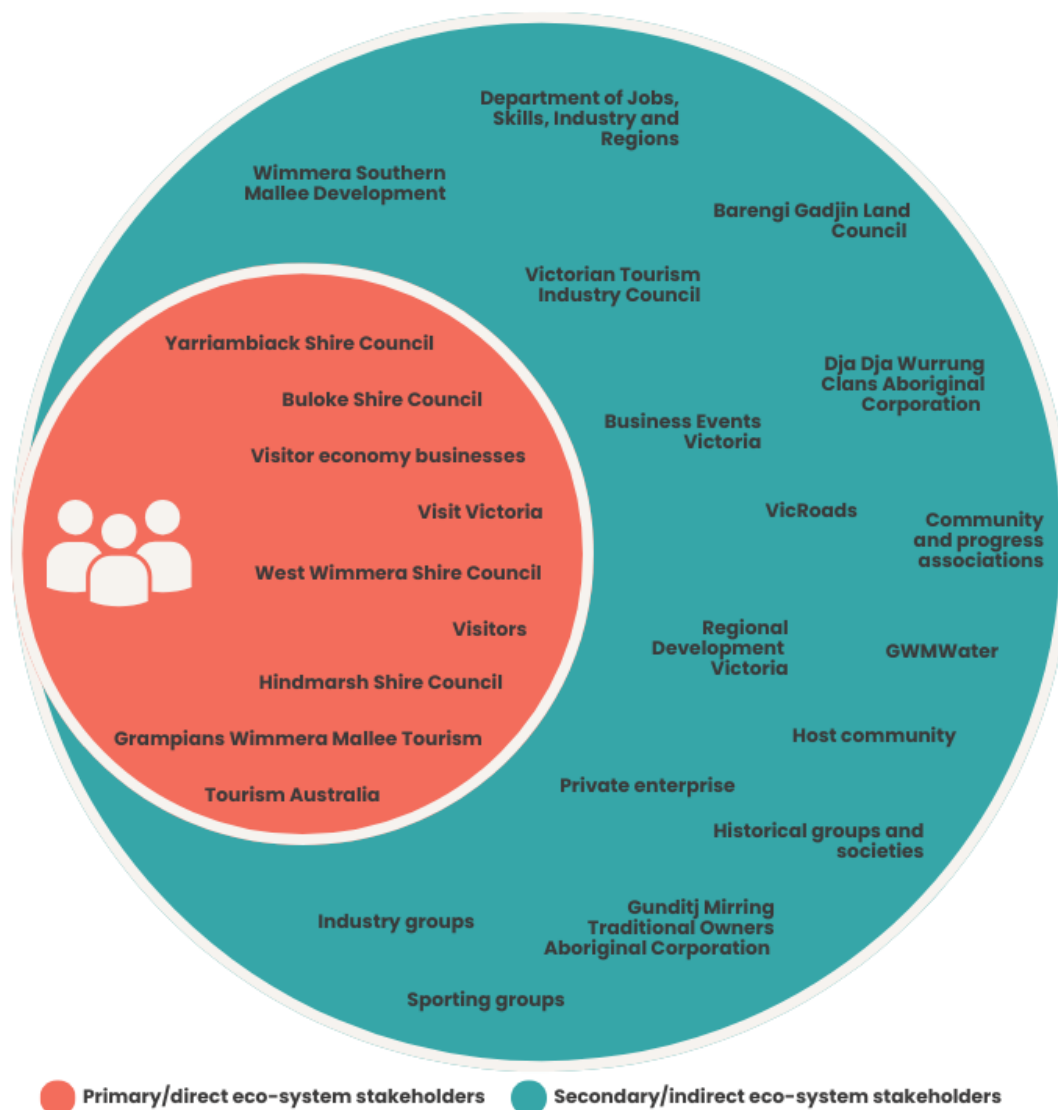 Department of Jobs,
Skills, Industry and
Regions
Wimmera Southern
Mallee Development
Barengi Gadjin Land
Council
Victorian Tourism
Industry Council
Yarriambiack Shire Council
Buloke Shire Council
Visitor economy businesses
Visit Victoria
West Wimmera Shire Council
Visitors
Hindmarsh Shire Council
Grampians Wimmera Mallee Tourism
Tourism Australia
Dja Dja Wurrung
Clans Aboriginal
Corporation
Business Events
Victoria
VicRoads
Community
and progress
associations
Regional
Development
Victoria
GWMWater
Host community
Private enterprise
Historical groups and
societies
Industry groups
Gunditj Mirring
Traditional Owners
Aboriginal Corporation
Sporting groups
Primary/direct eco-system stakeholders
Secondary/indirect eco-system stakeholders